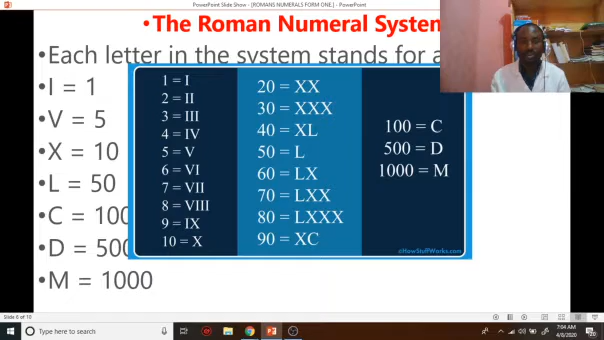 PowerPoint Slide Show - [ROMANS NUMERALS FORM ONE.] - PowerPoint
•The Roman Numeral System
•Each letter in the system stands for a
•I = 1
•V = 5
•X = 10
•L = 50
•C = 100
•D = 500
•M = 1000
1 = I
2 = II
3 = III
4 = IV
5 = V
6 = VI
7 = VII
8 = VIII
9 = IX
10 = X
20 = XX
30 = XXX
40 = XL
50 = L
60 = LX
70 = LXX
80 = LXXX
90 = XC
100 = C
500 = D
1000 = M
©HowStuffWorks.com
Slide 6 of 10
Type here to search
7:04 AM
4/8/2020
20